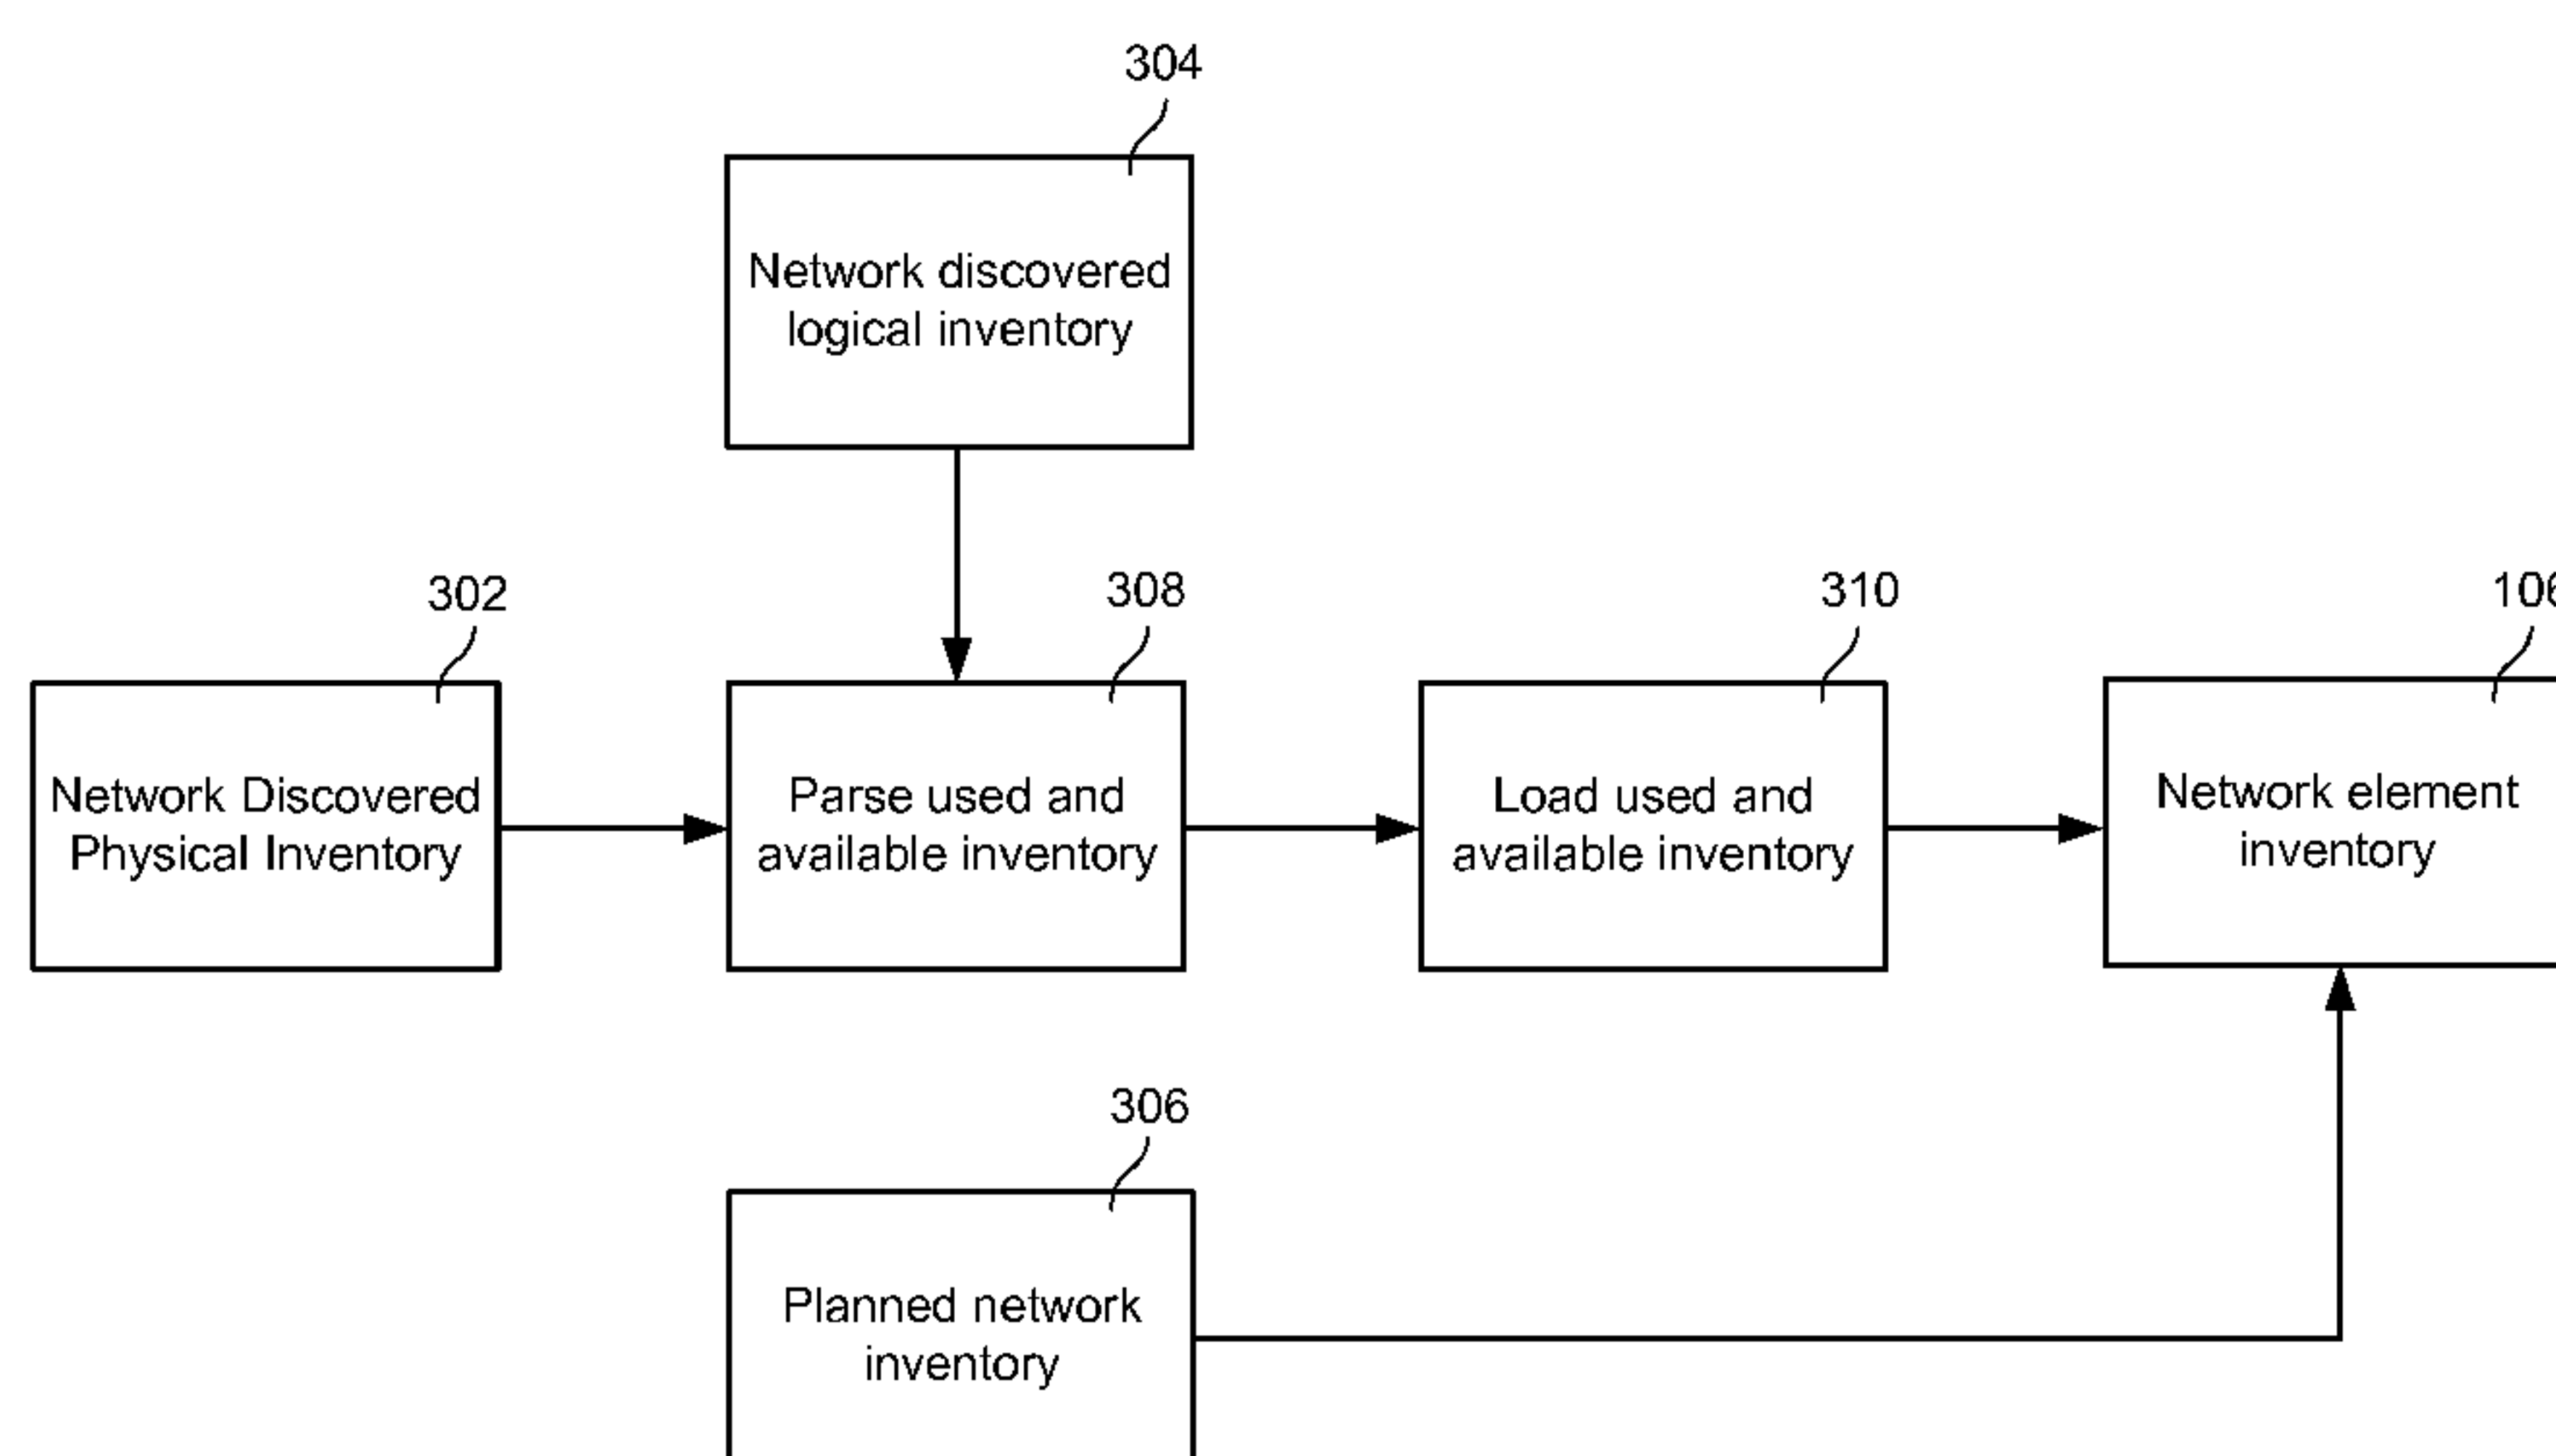 304
Network discovered
logical inventory
302
308
310
106
Network Discovered
Physical Inventory
Parse used and
available inventory
Load used and
available inventory
Network element
inventory
306
Planned network
inventory